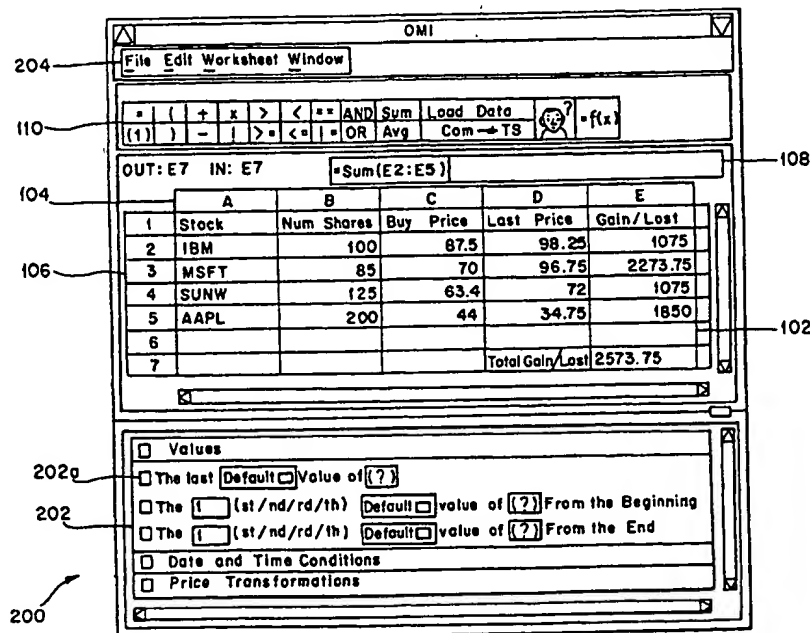 OMI
204
File Edit Worksheet Window
110
= ( + x > < == AND Sum Load Data ? =f(x)
(1) ) - | >= <= |= OR Avg Com → TS
OUT: E7 IN: E7 =Sum(E2:E5) 108
104
A B C D E
1 Stock Num Shares Buy Price Last Price Gain/Lost
2 IBM 100 87.5 98.25 1075
106 3 MSFT 85 70 96.75 2273.75
4 SUNW 125 63.4 72 1075
5 AAPL 200 44 34.75 1850
102
6
7 Total Gain/Lost 2573.75
Values
202a The last Default Value of (?)
The 1 (st/nd/rd/th) Default value of (?) From the Beginning
202 The 1 (st/nd/rd/th) Default value of (?) From the End
Date and Time Conditions
Price Transformations
200